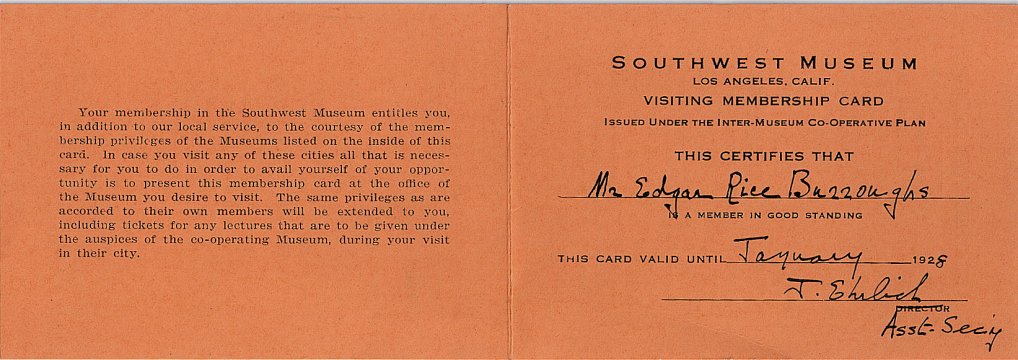 Your membership in the Southwest Museum entitles you,
in addition to our local service, to the courtesy of the mem-
bership privileges of the Museums listed on the inside of this
card. In case you visit any of these cities all that is neces-
sary for you to do in order to avail yourself of your oppor-
tunity is to present this membership card at the office of
the Museum you desire to visit. The same privileges as are
accorded to their own members will be extended to you,
including tickets for any lectures that are to be given under
the auspices of the co-operating Museum, during your visit
in their city.
SOUTHWEST MUSEUM
LOS ANGELES, CALIF.
VISITING MEMBERSHIP CARD
ISSUED UNDER THE INTER-MUSEUM CO-OPERATIVE PLAN
THIS CERTIFIES THAT
Mr Edgar Rice Burroughs
IS A MEMBER IN GOOD STANDING
THIS CARD VALID UNTIL January 1928
J. Ehrlich
DIRECTOR
Asst- Sec'y